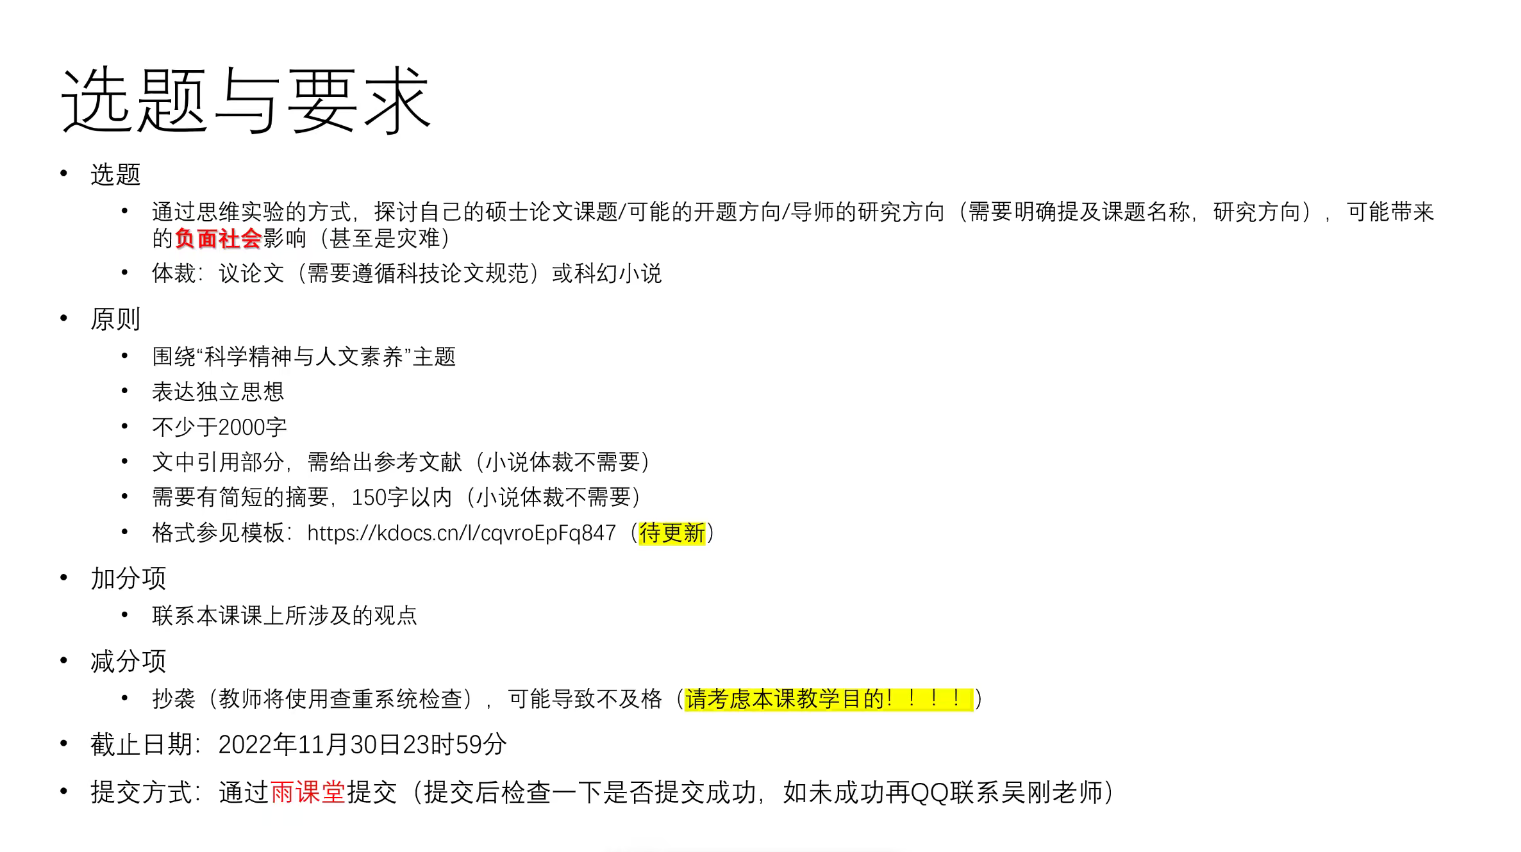 选题与要求
• 选题
• 通过思维实验的方式，探讨自己的硕士论文课题/可能的开题方向/导师的研究方向（需要明确提及课题名称，研究方向），可能带来
的负面社会影响（甚至是灾难）
• 体裁：议论文（需要遵循科技论文规范）或科幻小说
• 原则
• 围绕“科学精神与人文素养”主题
• 表达独立思想
• 不少于2000字
• 文中引用部分，需给出参考文献（小说体裁不需要）
• 需要有简短的摘要，150字以内（小说体裁不需要）
• 格式参见模板：https://kdocs.cn/l/cqvroEpFq847（待更新）
• 加分项
• 联系本课课上所涉及的观点
• 减分项
• 抄袭（教师将使用查重系统检查），可能导致不及格（请考虑本课教学目的！！！！）
• 截止日期：2022年11月30日23时59分
• 提交方式：通过雨课堂提交（提交后检查一下是否提交成功，如未成功再QQ联系吴刚老师）